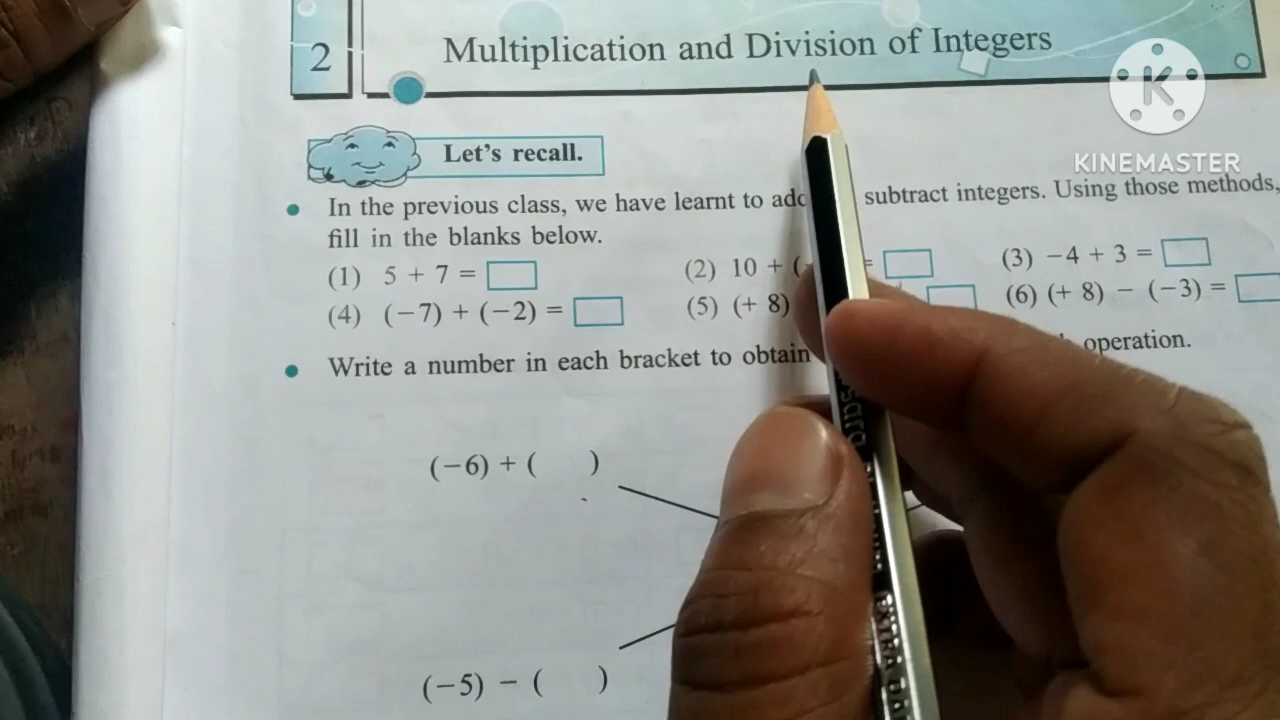 2
Multiplication and Division of Integers
K
KINEMASTER
Let's recall.
• In the previous class, we have learnt to subtract integers. Using those methods,
fill in the blanks below.
(1) 5 + 7 =
(2) 10 + ( =
(3) −4 + 3 =
(4) (−7) + (−2) =
(5) (+ 8)
(6) (+ 8) − (−3) =
• Write a number in each bracket to obtain operation.
(−6) + ( )
(−5) − ( )